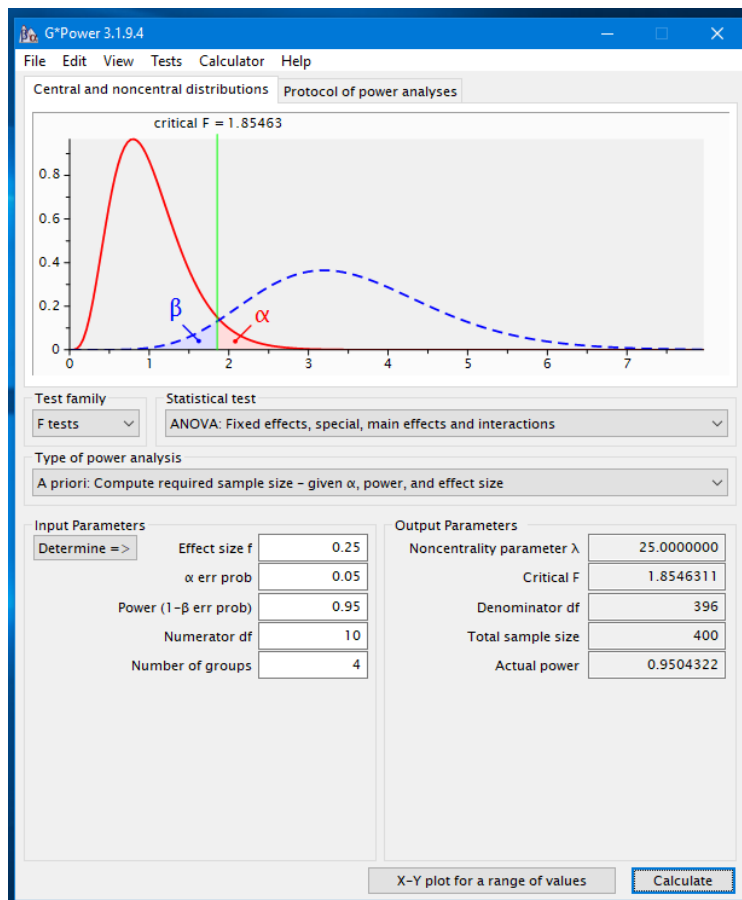 G*Power 3.1.9.4
File Edit View Tests Calculator Help
Central and noncentral distributions Protocol of power analyses
critical F = 1.85463
0.8
0.6
0.4
0.2
0
β
α
0 1 2 3 4 5 6 7
Test family Statistical test
F tests ANOVA: Fixed effects, special, main effects and interactions
Type of power analysis
A priori: Compute required sample size – given α, power, and effect size
Input Parameters Output Parameters
Determine => Effect size f 0.25 Noncentrality parameter λ 25.0000000
α err prob 0.05 Critical F 1.8546311
Power (1-β err prob) 0.95 Denominator df 396
Numerator df 10 Total sample size 400
Number of groups 4 Actual power 0.9504322
X-Y plot for a range of values Calculate